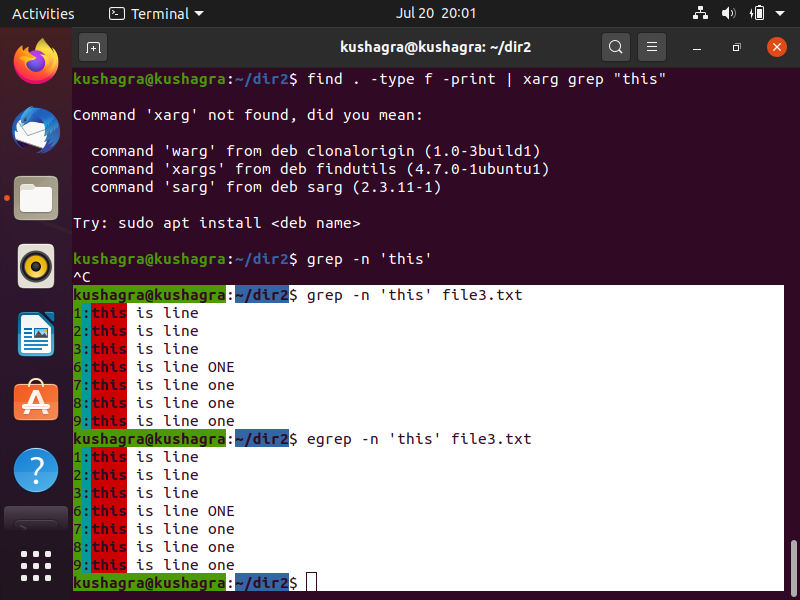 Activities
Terminal
Jul 20 20:01
kushagra@kushagra: ~/dir2
kushagra@kushagra:~/dir2$ find . -type f -print | xarg grep "this"
Command 'xarg' not found, did you mean:
command 'warg' from deb clonalorigin (1.0-3build1)
command 'xargs' from deb findutils (4.7.0-1ubuntu1)
command 'sarg' from deb sarg (2.3.11-1)
Try: sudo apt install <deb name>
kushagra@kushagra:~/dir2$ grep -n 'this'
^C
kushagra@kushagra:~/dir2$ grep -n 'this' file3.txt
1:this is line
2:this is line
3:this is line
6:this is line ONE
7:this is line one
8:this is line one
9:this is line one
kushagra@kushagra:~/dir2$ egrep -n 'this' file3.txt
1:this is line
2:this is line
3:this is line
6:this is line ONE
7:this is line one
8:this is line one
9:this is line one
kushagra@kushagra:~/dir2$